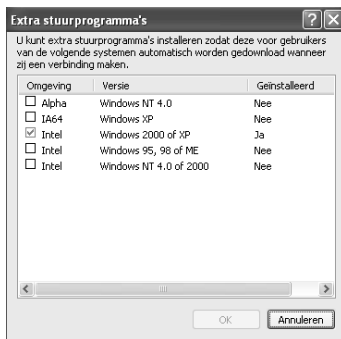 Extra stuurprogramma's
U kunt extra stuurprogramma's installeren zodat deze voor gebruikers
van de volgende systemen automatisch worden gedownload wanneer
zij een verbinding maken.
Omgeving Versie Geïnstalleerd
Alpha Windows NT 4.0 Nee
IA64 Windows XP Nee
Intel Windows 2000 of XP Ja
Intel Windows 95, 98 of ME Nee
Intel Windows NT 4.0 of 2000 Nee
OK Annuleren